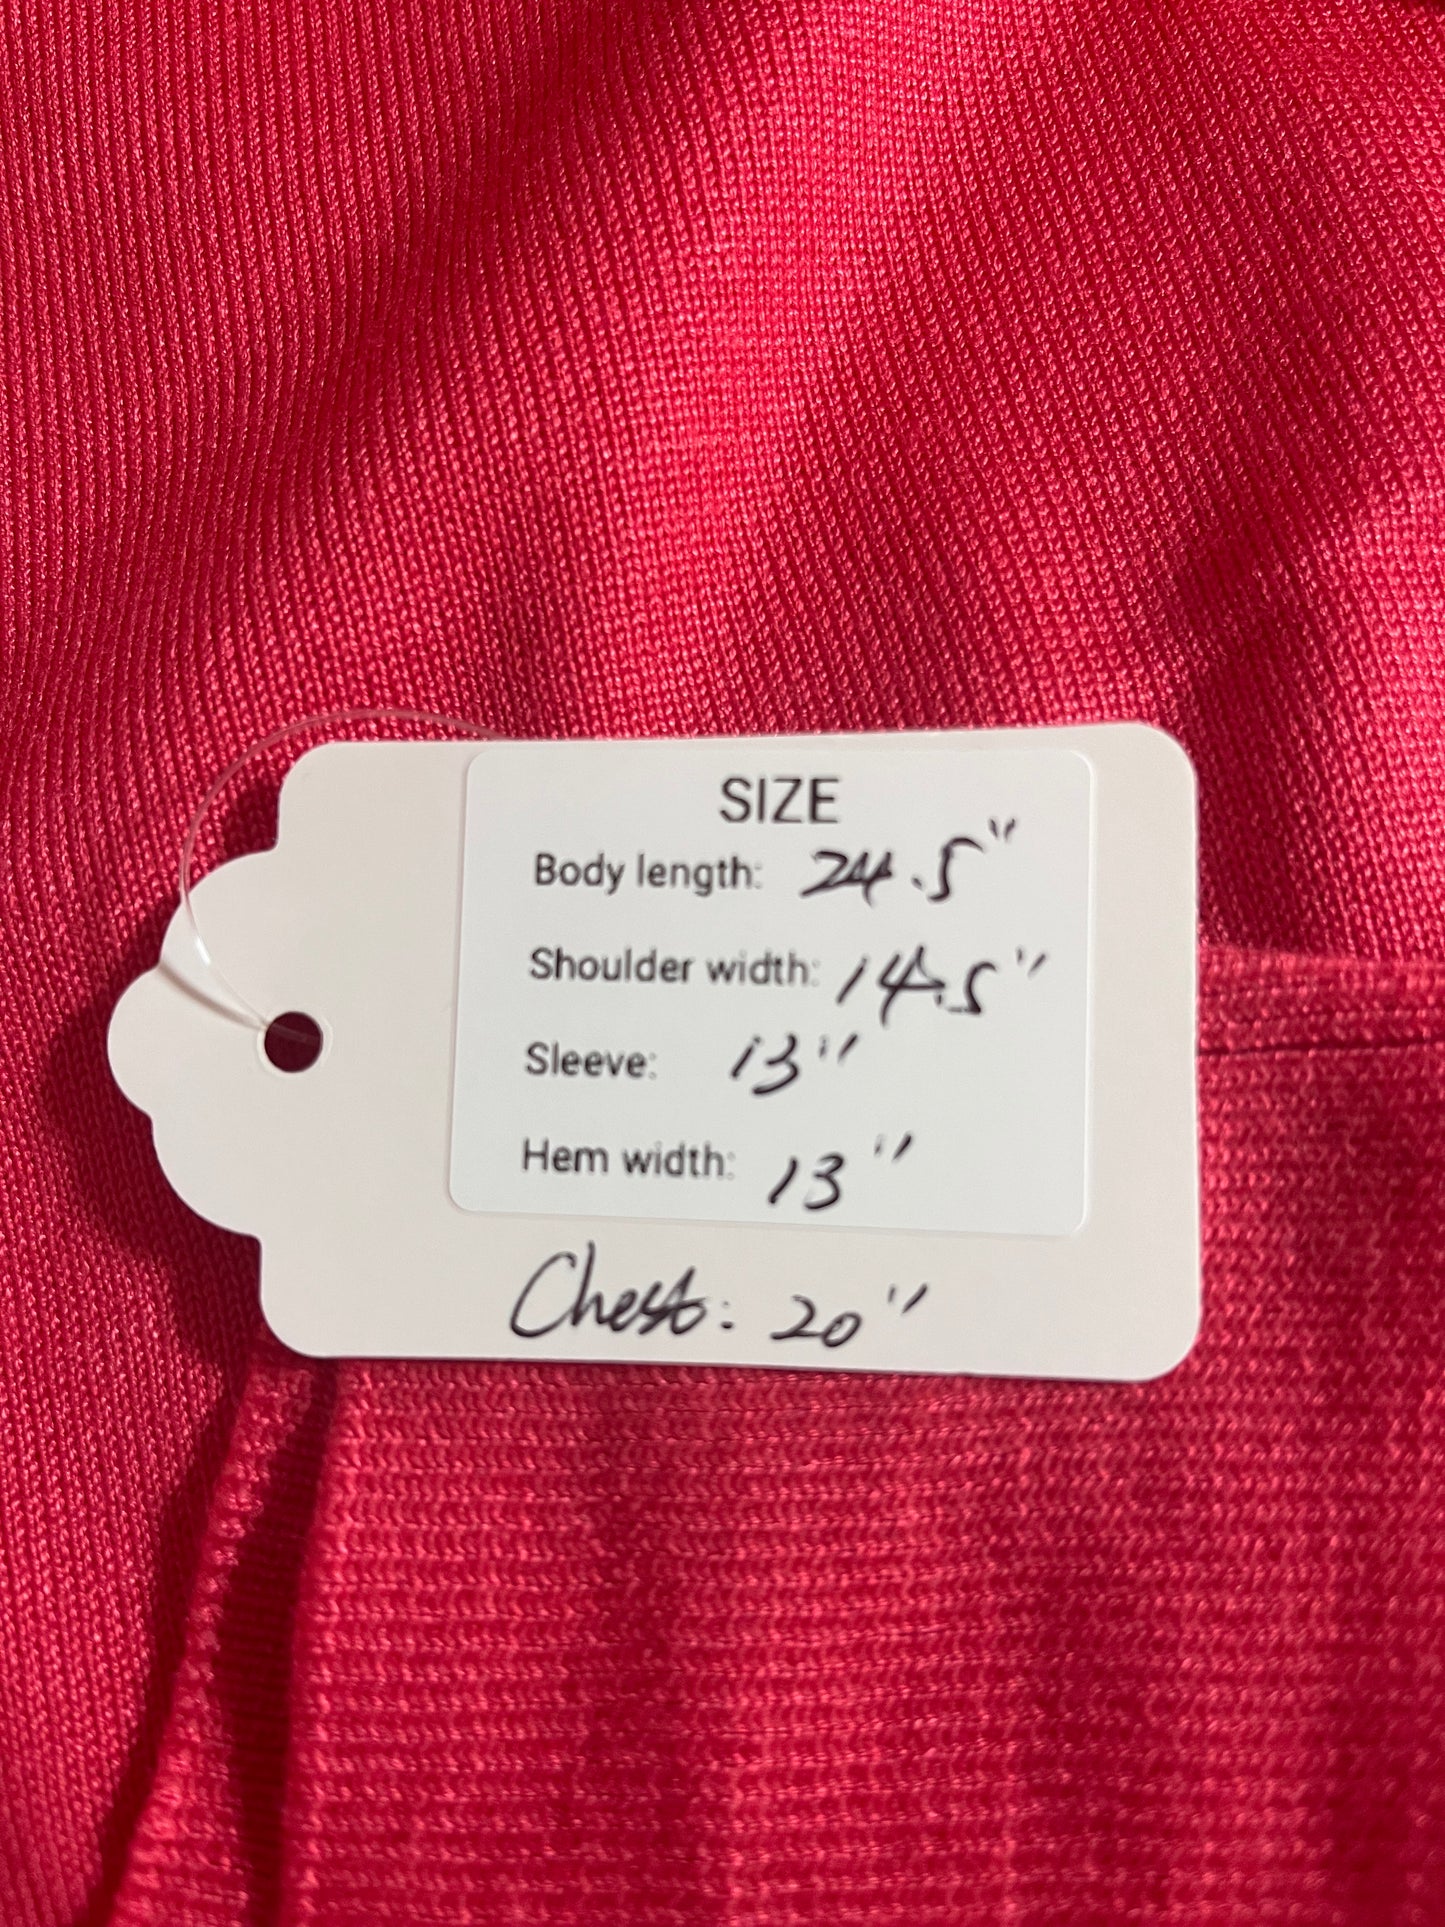 SIZE
Body length: 24.5"
Shoulder width: 14.5"
Sleeve: 13"
Hem width: 13"
Chest: 20"